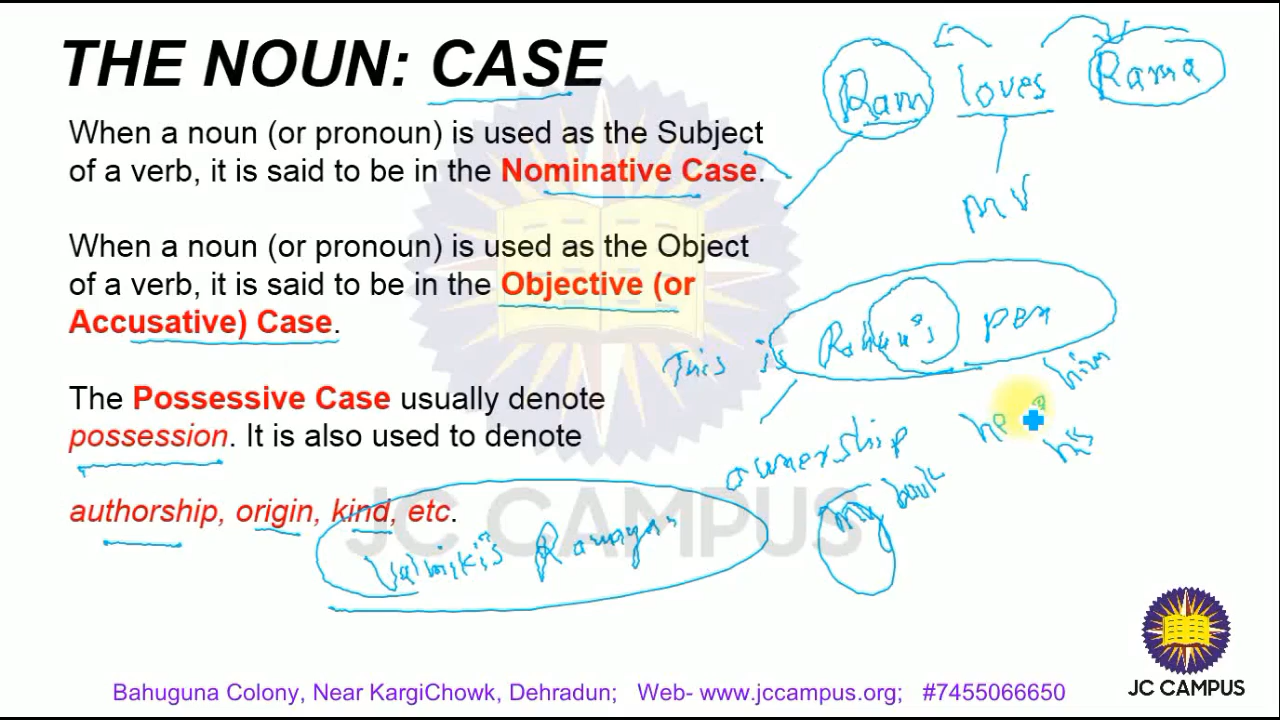 THE NOUN: CASE
When a noun (or pronoun) is used as the Subject
of a verb, it is said to be in the Nominative Case.
When a noun (or pronoun) is used as the Object
of a verb, it is said to be in the Objective (or
Accusative) Case.
The Possessive Case usually denote
possession. It is also used to denote
authorship, origin, kind, etc.
Ram loves Rama
MV
This is Rohan's pen
ownership
he
him
his
my book
Valmiki's
JC CAMPUS
Bahuguna Colony, Near KargiChowk, Dehradun; Web- www.jccampus.org; #7455066650
JC CAMPUS